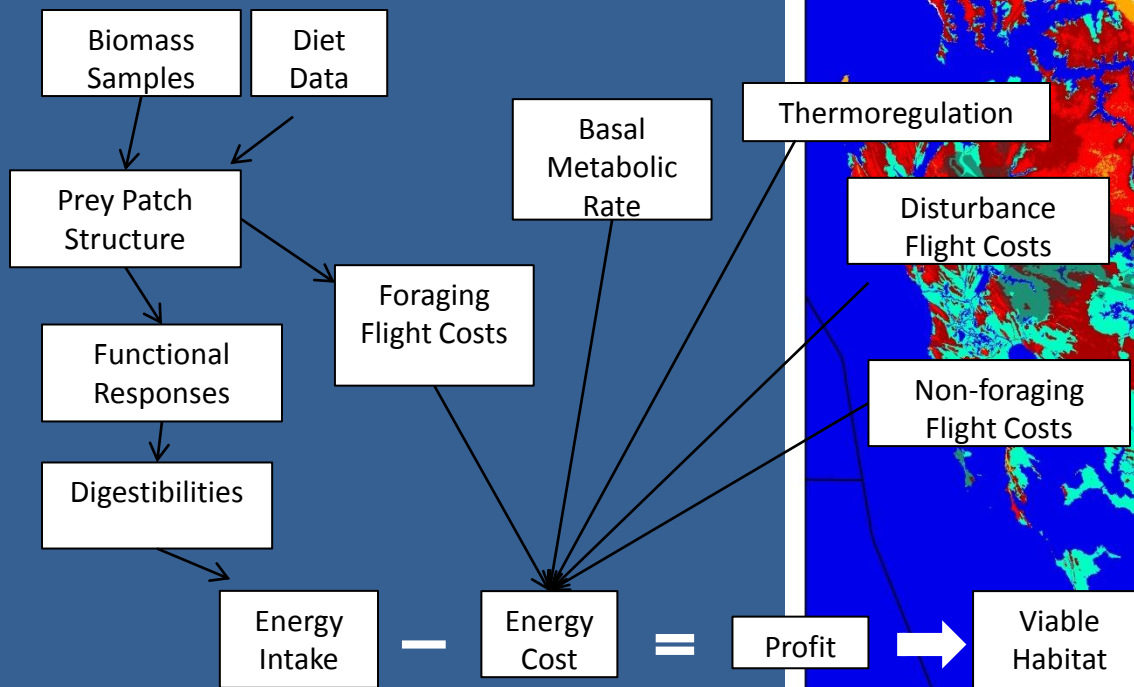 Biomass
Samples
Diet
Data
Basal
Metabolic
Rate
Thermoregulation
Prey Patch
Structure
Disturbance
Flight Costs
Foraging
Flight Costs
Functional
Responses
Non-foraging
Flight Costs
Digestibilities
Energy
Intake
–
Energy
Cost
=
Profit
Viable
Habitat